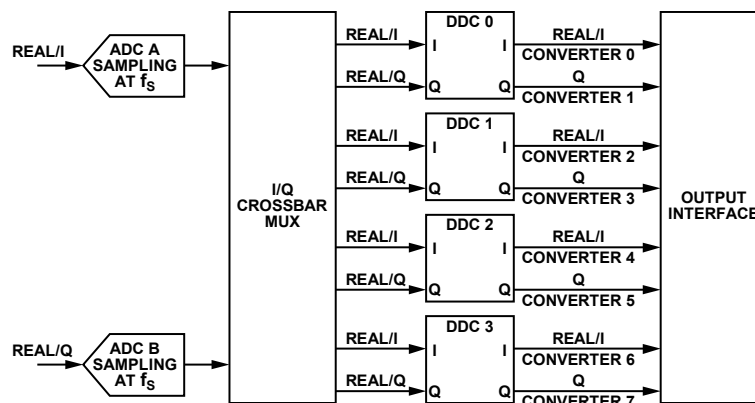 REAL/I
ADC A
SAMPLING
AT fS
REAL/Q
ADC B
SAMPLING
AT fS
I/Q
CROSSBAR
MUX
REAL/I
REAL/Q
DDC 0
I I
Q Q
REAL/I
CONVERTER 0
Q
CONVERTER 1
REAL/I
REAL/Q
DDC 1
I I
Q Q
REAL/I
CONVERTER 2
Q
CONVERTER 3
REAL/I
REAL/Q
DDC 2
I I
Q Q
REAL/I
CONVERTER 4
Q
CONVERTER 5
REAL/I
REAL/Q
DDC 3
I I
Q Q
REAL/I
CONVERTER 6
Q
CONVERTER 7
OUTPUT
INTERFACE